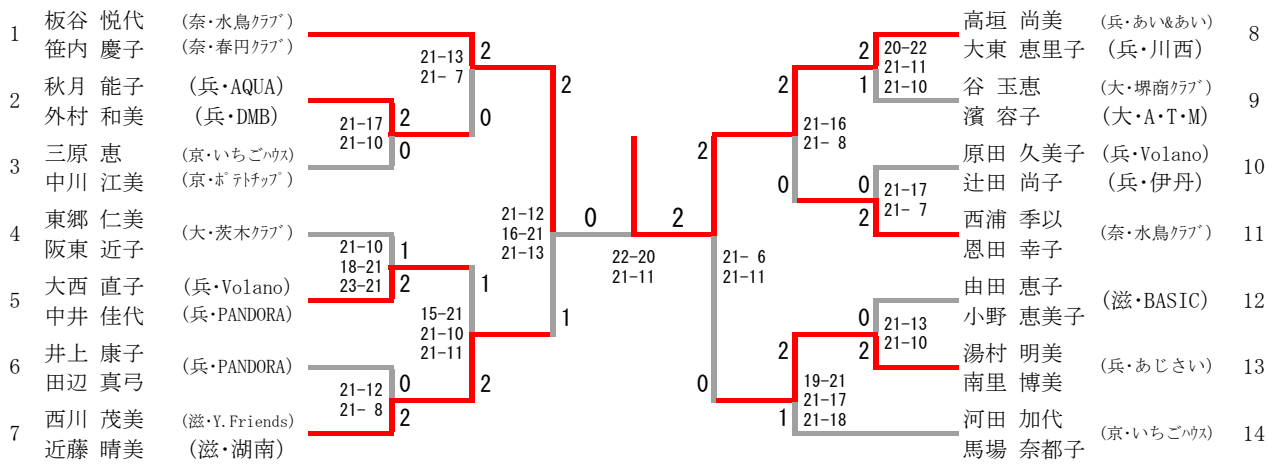 1
板谷 悦代 (奈・水鳥クラブ)
笹内 慶子 (奈・春円クラブ)
2
秋月 能子 (兵・AQUA)
外村 和美 (兵・DMB)
3
三原 恵 (京・いちごハウス)
中川 江美 (京・ポテトチップ)
4
東郷 仁美
阪東 近子
(大・茨木クラブ)
5
大西 直子 (兵・Volano)
中井 佳代 (兵・PANDORA)
6
井上 康子
田辺 真弓
(兵・PANDORA)
7
西川 茂美 (滋・Y.Friends)
近藤 晴美 (滋・湖南)
21-17
21-10
2
0
21-10
18-21
23-21
1
2
21-12
21- 8
0
2
21-13
21- 7
2
0
15-21
21-10
21-11
1
2
21-12
16-21
21-13
2
1
0
2
22-20
21-11
2
0
21- 6
21-11
2
0
21-16
21- 8
2
1
19-21
21-17
21-18
2
1
20-22
21-11
21-10
0
2
21-17
21- 7
0
2
21-13
21-10
高垣 尚美 (兵・あい&あい)
大東 恵里子 (兵・川西)
8
谷 玉恵 (大・堺商クラブ)
濱 容子 (大・A・T・M)
9
原田 久美子 (兵・Volano)
辻田 尚子 (兵・伊丹)
10
西浦 季以
恩田 幸子
(奈・水鳥クラブ)
11
由田 恵子
小野 恵美子
(滋・BASIC)
12
湯村 明美
南里 博美
(兵・あじさい)
13
河田 加代
馬場 奈都子
(京・いちごハウス)
14